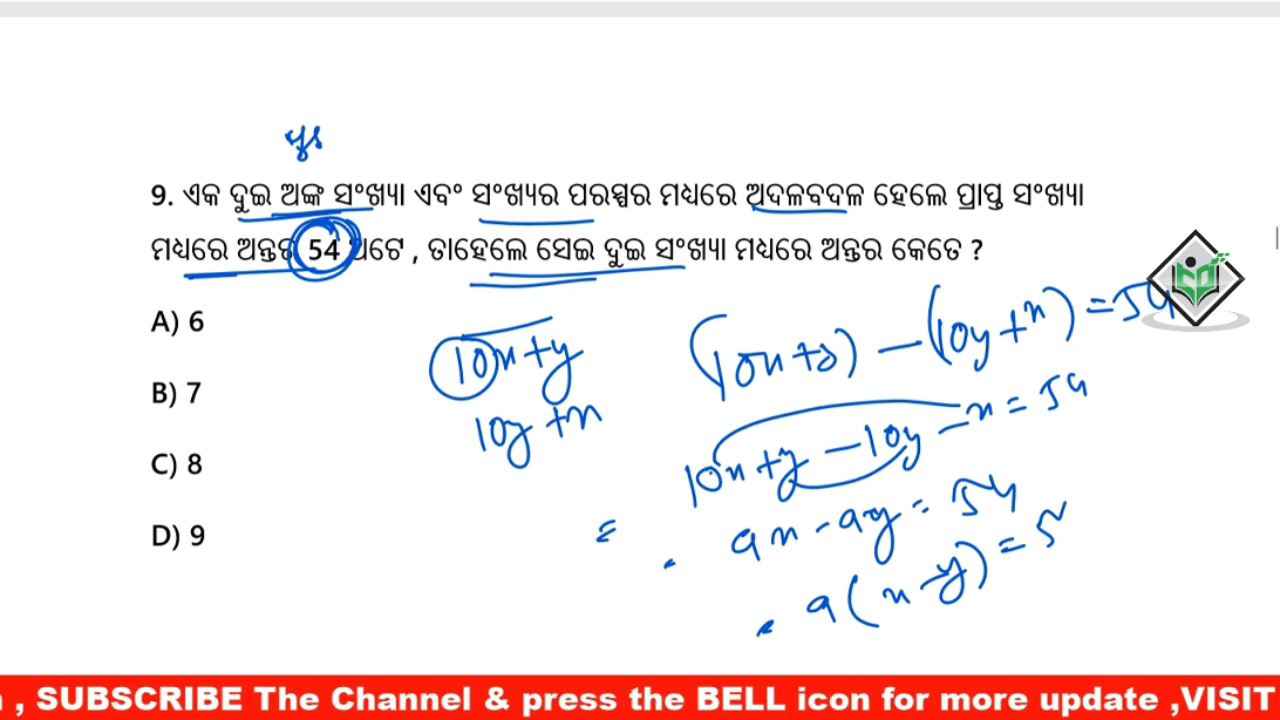 9. ଏକ ଦୁଇ ଅଙ୍କ ସଂଖ୍ୟା ଏବଂ ସଂଖ୍ୟର ପରସ୍ପର ମଧ୍ୟରେ ଅଦଳବଦଳ ହେଲେ ପ୍ରାପ୍ତ ସଂଖ୍ୟା
ମଧ୍ୟରେ ଅନ୍ତର 54 ଅଟେ , ତାହେଲେ ସେଇ ଦୁଇ ସଂଖ୍ୟା ମଧ୍ୟରେ ଅନ୍ତର କେତେ ?
A) 6
B) 7
C) 8
D) 9
10x+y
10y+x
(10x+y) – (10y+x) = 54
10x+y – 10y – x = 54
= 9x - 9y = 54
9(x-y) = 5
, SUBSCRIBE The Channel & press the BELL icon for more update ,VISIT